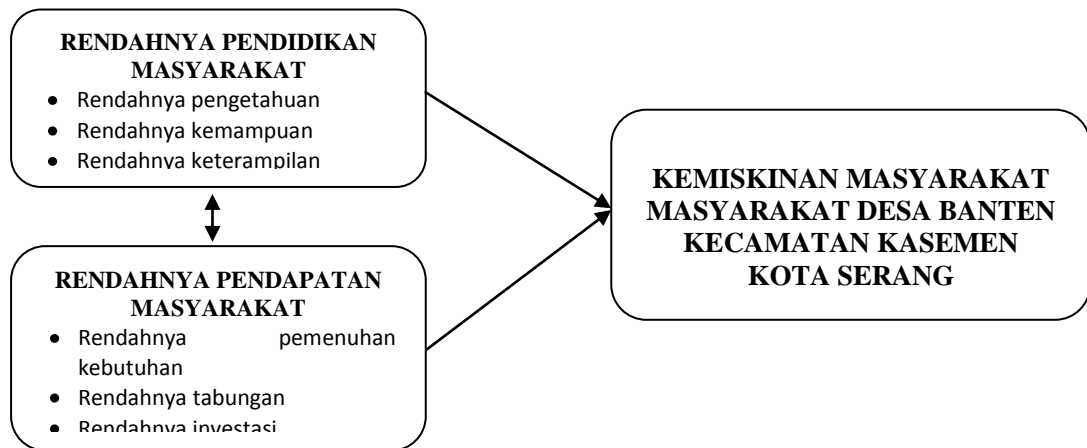 RENDAHNYA PENDIDIKAN
MASYARAKAT
• Rendahnya pengetahuan
• Rendahnya kemampuan
• Rendahnya keterampilan
RENDAHNYA PENDAPATAN
MASYARAKAT
• Rendahnya pemenuhan
kebutuhan
• Rendahnya tabungan
• Rendahnya investasi
KEMISKINAN MASYARAKAT
MASYARAKAT DESA BANTEN
KECAMATAN KASEMEN
KOTA SERANG